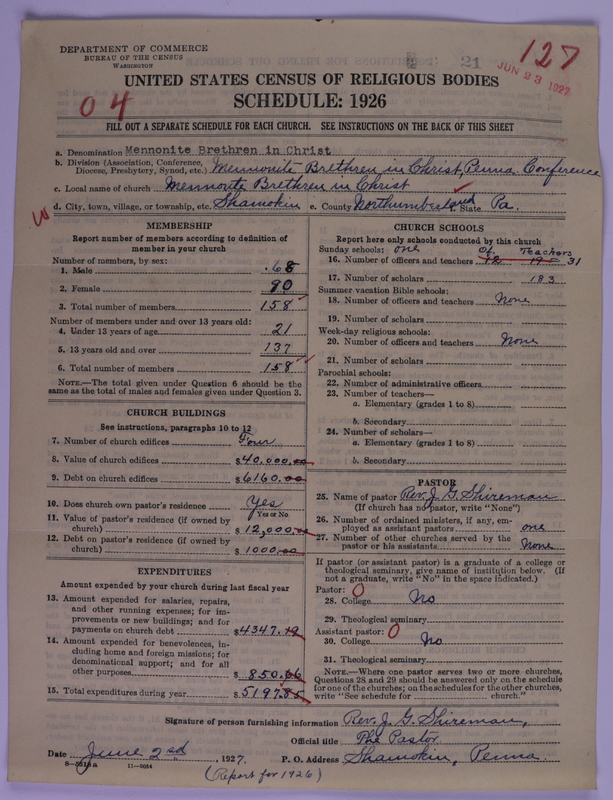 DEPARTMENT OF COMMERCE
BUREAU OF THE CENSUS
WASHINGTON
21
127
JUN 23 1927
UNITED STATES CENSUS OF RELIGIOUS BODIES
04
SCHEDULE: 1926
FILL OUT A SEPARATE SCHEDULE FOR EACH CHURCH. SEE INSTRUCTIONS ON THE BACK OF THIS SHEET
a. Denomination Mennonite Brethren in Christ
b. Division (Association, Conference, Diocese, Presbytery, Synod, etc.) Mennonite Brethren in Christ, Penna. Conference
c. Local name of church Mennonite Brethren in Christ
d. City, town, village, or township, etc. Shamokin e. County Northumberland State Pa.
MEMBERSHIP
Report number of members according to definition of
member in your church
Number of members, by sex:
1. Male 68
2. Female 90
3. Total number of members 158
Number of members under and over 13 years old:
4. Under 13 years of age 21
5. 13 years old and over 137
6. Total number of members 158
NOTE.—The total given under Question 6 should be
same as the total of males and females given under Question 3.
CHURCH BUILDINGS
See instructions, paragraphs 10 to 12
7. Number of church edifices Four
8. Value of church edifices $40,000.00
9. Debt on church edifices $6160.00
10. Does church own pastor's residence Yes
Yes or No
11. Value of pastor's residence (if owned by
church) $12,000.00
12. Debt on pastor's residence (if owned by
church) $1000.00
EXPENDITURES
Amount expended by your church during last fiscal year
13. Amount expended for salaries, repairs,
and other running expenses; for im-
provements or new buildings; and for
payments on church debt $4347.19
14. Amount expended for benevolences, in-
cluding home and foreign missions; for
denominational support; and for all
other purposes $850.66
15. Total expenditures during year $5197.85
CHURCH SCHOOLS
Report here only schools conducted by this church
Sunday schools: one Of. Teachers
16. Number of officers and teachers 12 19 31
17. Number of scholars 183
Summer vacation Bible schools:
18. Number of officers and teachers None
19. Number of scholars
Week-day religious schools:
20. Number of officers and teachers None
21. Number of scholars
Parochial schools:
22. Number of administrative officers
23. Number of teachers—
a. Elementary (grades 1 to 8)
b. Secondary
24. Number of scholars—
a. Elementary (grades 1 to 8)
b. Secondary
PASTOR
25. Name of pastor Rev. J. G. Shireman
(If church has no pastor, write "None")
26. Number of ordained ministers, if any, em-
ployed as assistant pastors one
27. Number of other churches served by the
pastor or his assistants None
If pastor (or assistant pastor) is a graduate of a college or
theological seminary, give name of institution below. (If
not a graduate, write "No" in the space indicated.)
Pastor: 0
28. College No
29. Theological seminary
Assistant pastor: 0
30. College No
31. Theological seminary
NOTE.—Where one pastor serves two or more churches,
Questions 28 and 29 should be answered only on the schedule
for one of the churches; on the schedules for the other churches,
write "See schedule for church."
Signature of person furnishing information Rev. J. G. Shireman,
Official title The Pastor
Date June 2nd, 1927. P. O. Address Shamokin, Penna
11—9054
(Report for 1926)